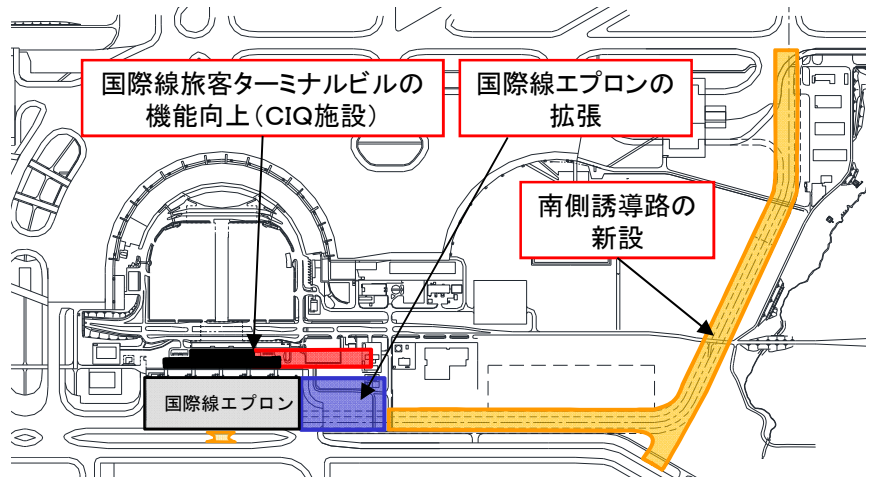 国際線旅客ターミナルビルの
機能向上（CIQ施設）
国際線エプロンの
拡張
南側誘導路の
新設
国際線エプロン